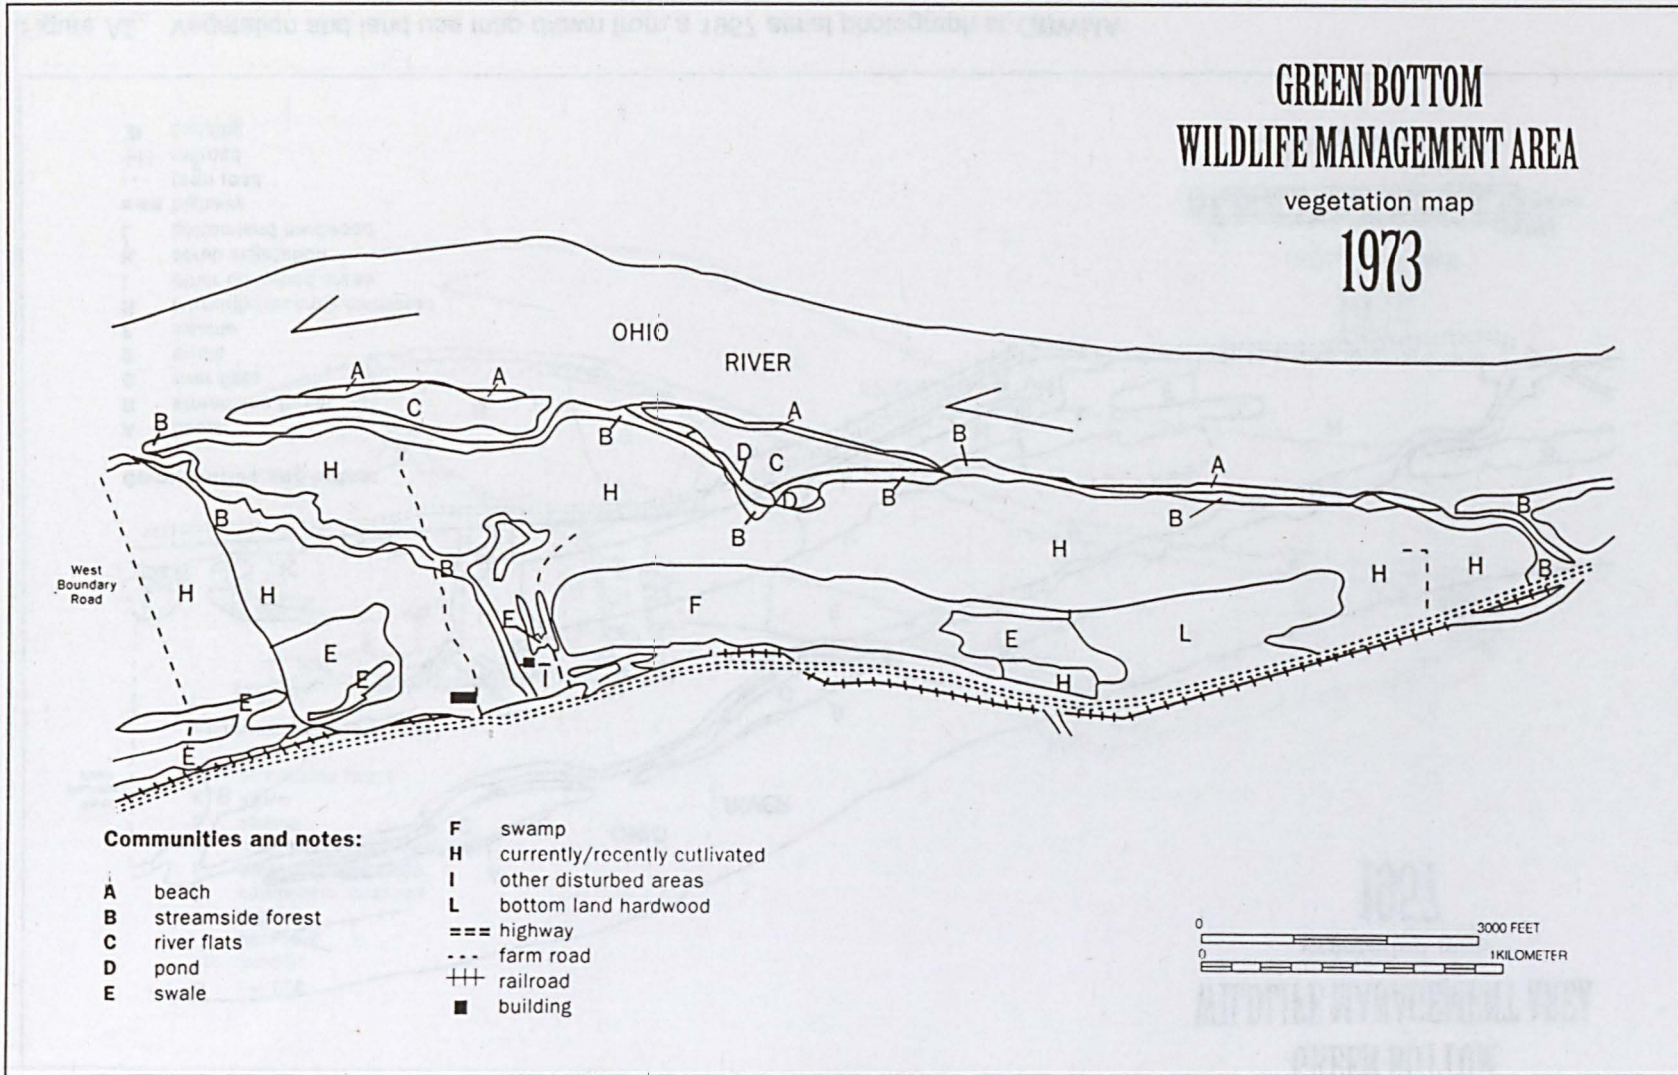 GREEN BOTTOM
WILDLIFE MANAGEMENT AREA
vegetation map
1973
OHIO
RIVER
A
A
C
A
B
B
B
D
C
A
H
H
D
B
B
B
B
B
H
H
H
B
B
West
Boundary
Road
H
H
F
F
E
E
E
L
H
E
E
Communities and notes:
A beach
B streamside forest
C river flats
D pond
E swale
F swamp
H currently/recently cutlivated
I other disturbed areas
L bottom land hardwood
=== highway
--- farm road
railroad
■ building
0 3000 FEET
0 1KILOMETER